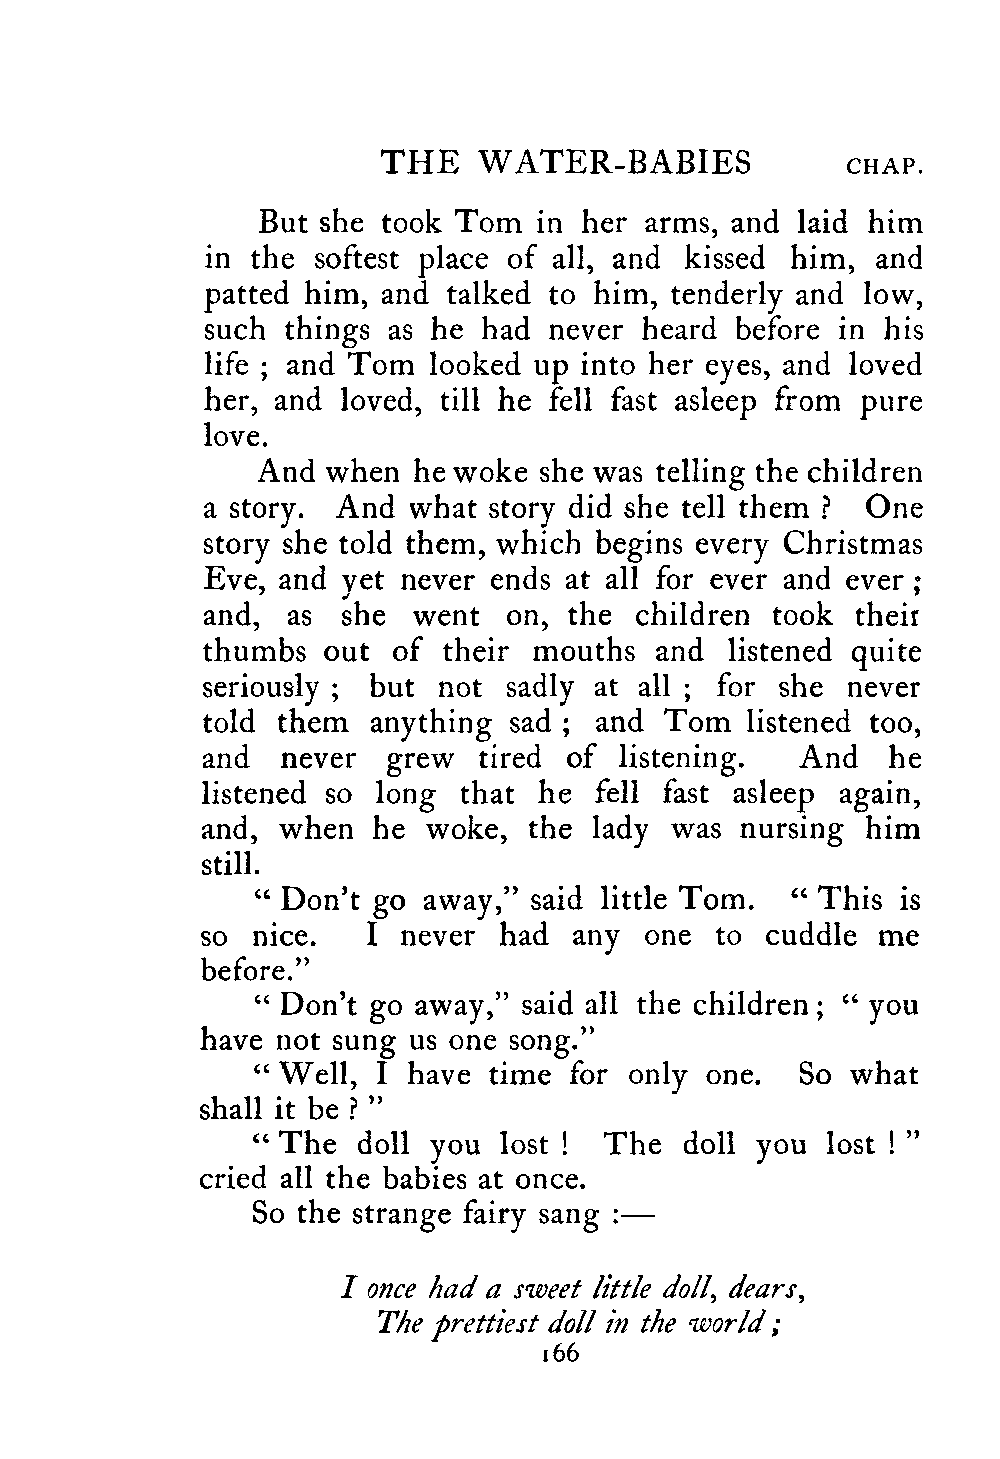 THE WATER-BABIES CHAP.
But she took Tom in her arms, and laid him
in the softest place of all, and kissed him, and
patted him, and talked to him, tenderly and low,
such things as he had never heard before in his
life ; and Tom looked up into her eyes, and loved
her, and loved, till he fell fast asleep from pure
love.
And when he woke she was telling the children
a story. And what story did she tell them ? One
story she told them, which begins every Christmas
Eve, and yet never ends at all for ever and ever ;
and, as she went on, the children took their
thumbs out of their mouths and listened quite
seriously ; but not sadly at all ; for she never
told them anything sad ; and Tom listened too,
and never grew tired of listening. And he
listened so long that he fell fast asleep again,
and, when he woke, the lady was nursing him
still.
“ Don’t go away,” said little Tom. “ This is
so nice. I never had any one to cuddle me
before.”
“ Don’t go away,” said all the children ; “ you
have not sung us one song.”
“ Well, I have time for only one. So what
shall it be ? ”
“ The doll you lost ! The doll you lost ! ”
cried all the babies at once.
So the strange fairy sang :—
I once had a sweet little doll, dears,
The prettiest doll in the world ;
166